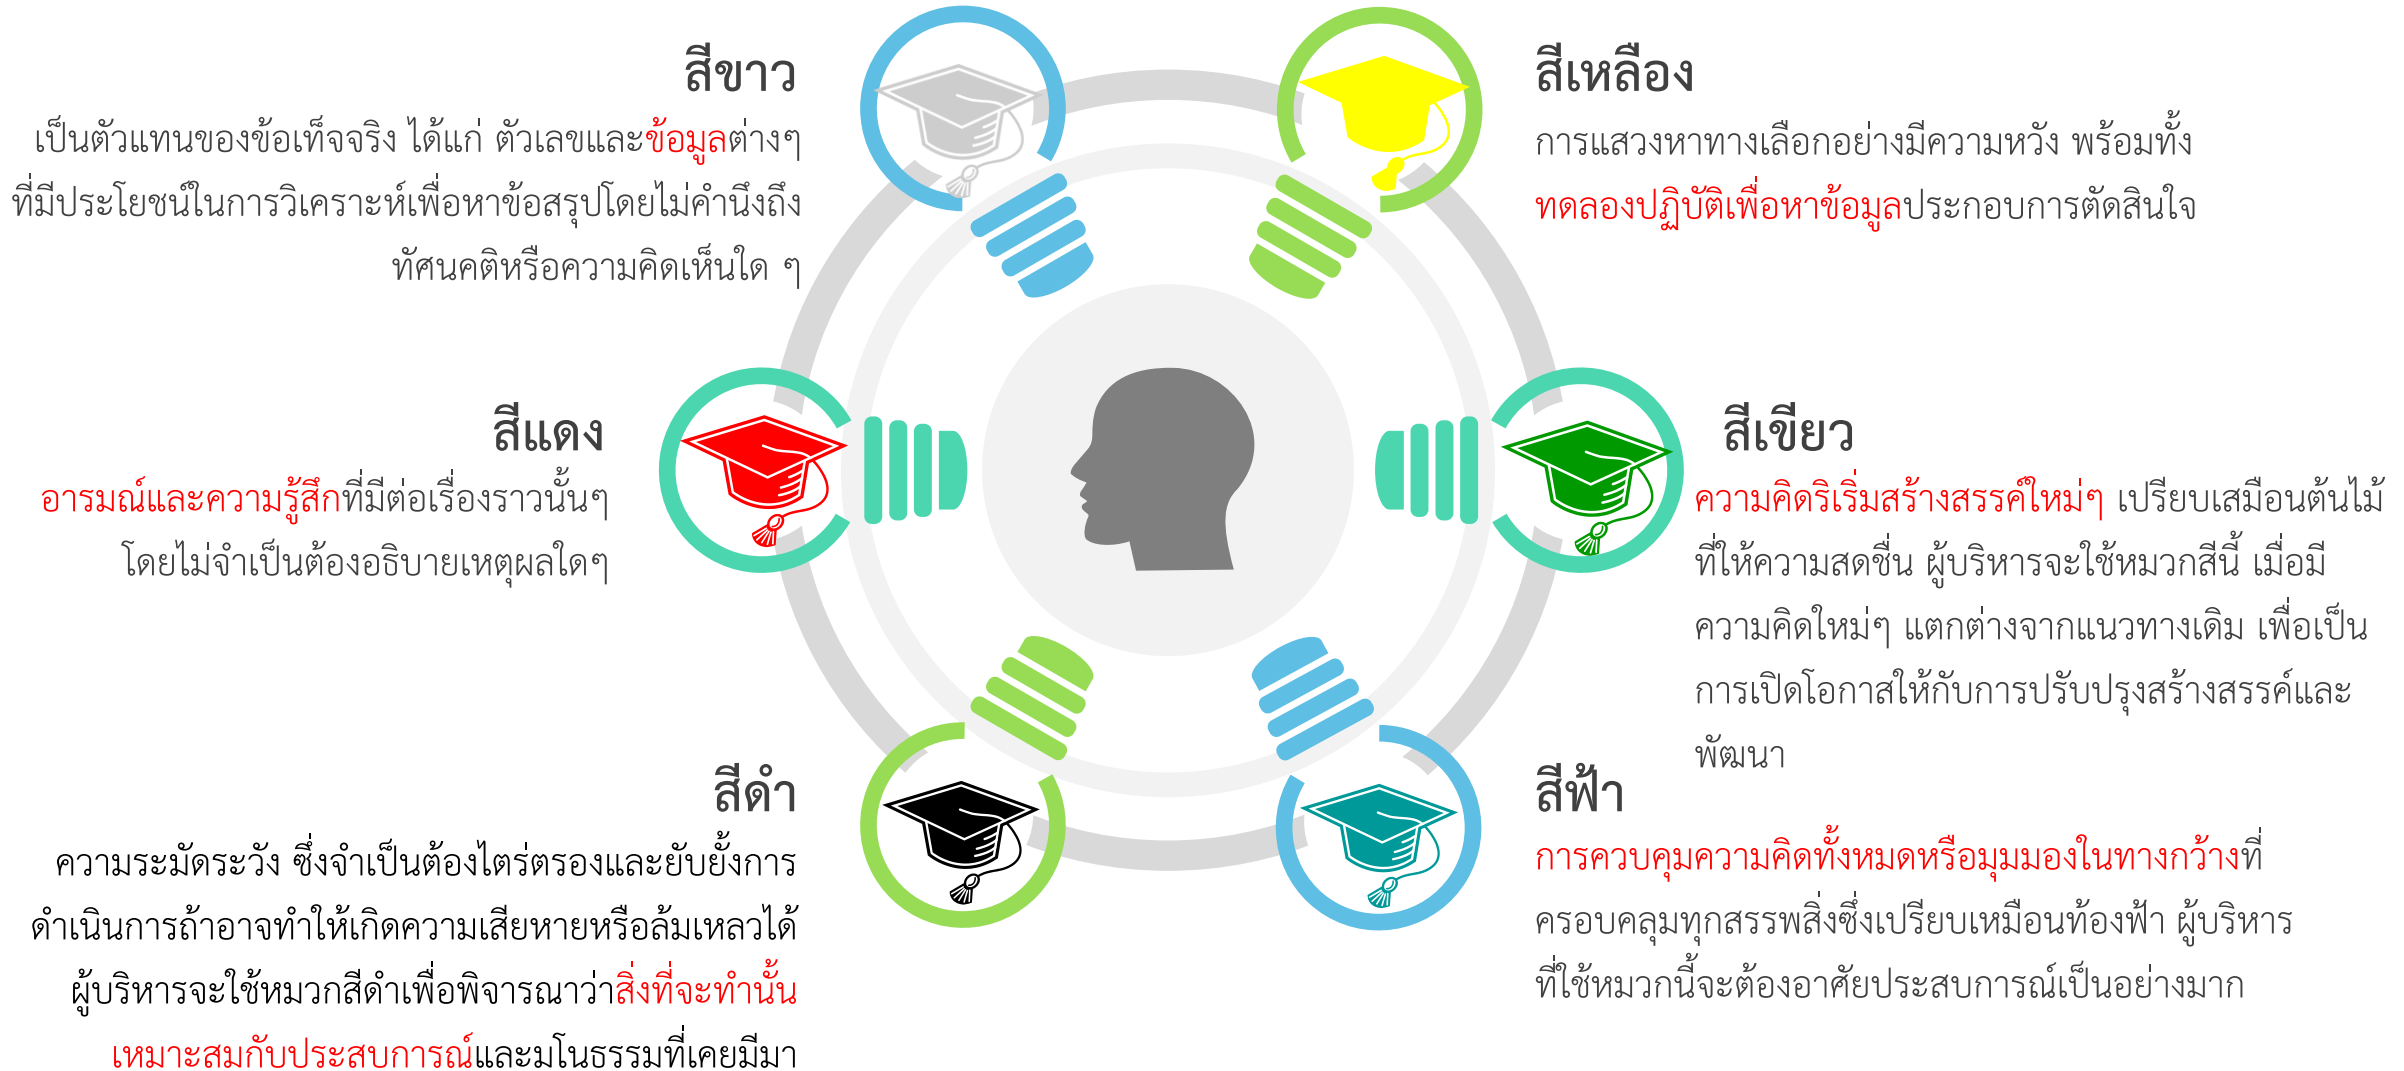 สีขาว
เป็นตัวแทนของข้อเท็จจริง ได้แก่ ตัวเลขและข้อมูลต่างๆ
ที่มีประโยชน์ในการวิเคราะห์เพื่อหาข้อสรุปโดยไม่คำนึงถึง
ทัศนคติหรือความคิดเห็นใด ๆ
สีเหลือง
การแสวงหาทางเลือกอย่างมีความหวัง พร้อมทั้ง
ทดลองปฏิบัติเพื่อหาข้อมูลประกอบการตัดสินใจ
สีแดง
อารมณ์และความรู้สึกที่มีต่อเรื่องราวนั้นๆ
โดยไม่จำเป็นต้องอธิบายเหตุผลใดๆ
สีเขียว
ความคิดริเริ่มสร้างสรรค์ใหม่ๆ เปรียบเสมือนต้นไม้
ที่ให้ความสดชื่น ผู้บริหารจะใช้หมวกสีนี้ เมื่อมี
ความคิดใหม่ๆ แตกต่างจากแนวทางเดิม เพื่อเป็น
การเปิดโอกาสให้กับการปรับปรุงสร้างสรรค์และ
พัฒนา
สีดำ
ความระมัดระวัง ซึ่งจำเป็นต้องไตร่ตรองและยับยั้งการ
ดำเนินการถ้าอาจทำให้เกิดความเสียหายหรือล้มเหลวได้
ผู้บริหารจะใช้หมวกสีดำเพื่อพิจารณาว่าสิ่งที่จะทำนั้น
เหมาะสมกับประสบการณ์และมโนธรรมที่เคยมีมา
สีฟ้า
การควบคุมความคิดทั้งหมดหรือมุมมองในทางกว้างที่
ครอบคลุมทุกสรรพสิ่งซึ่งเปรียบเหมือนท้องฟ้า ผู้บริหาร
ที่ใช้หมวกนี้จะต้องอาศัยประสบการณ์เป็นอย่างมาก